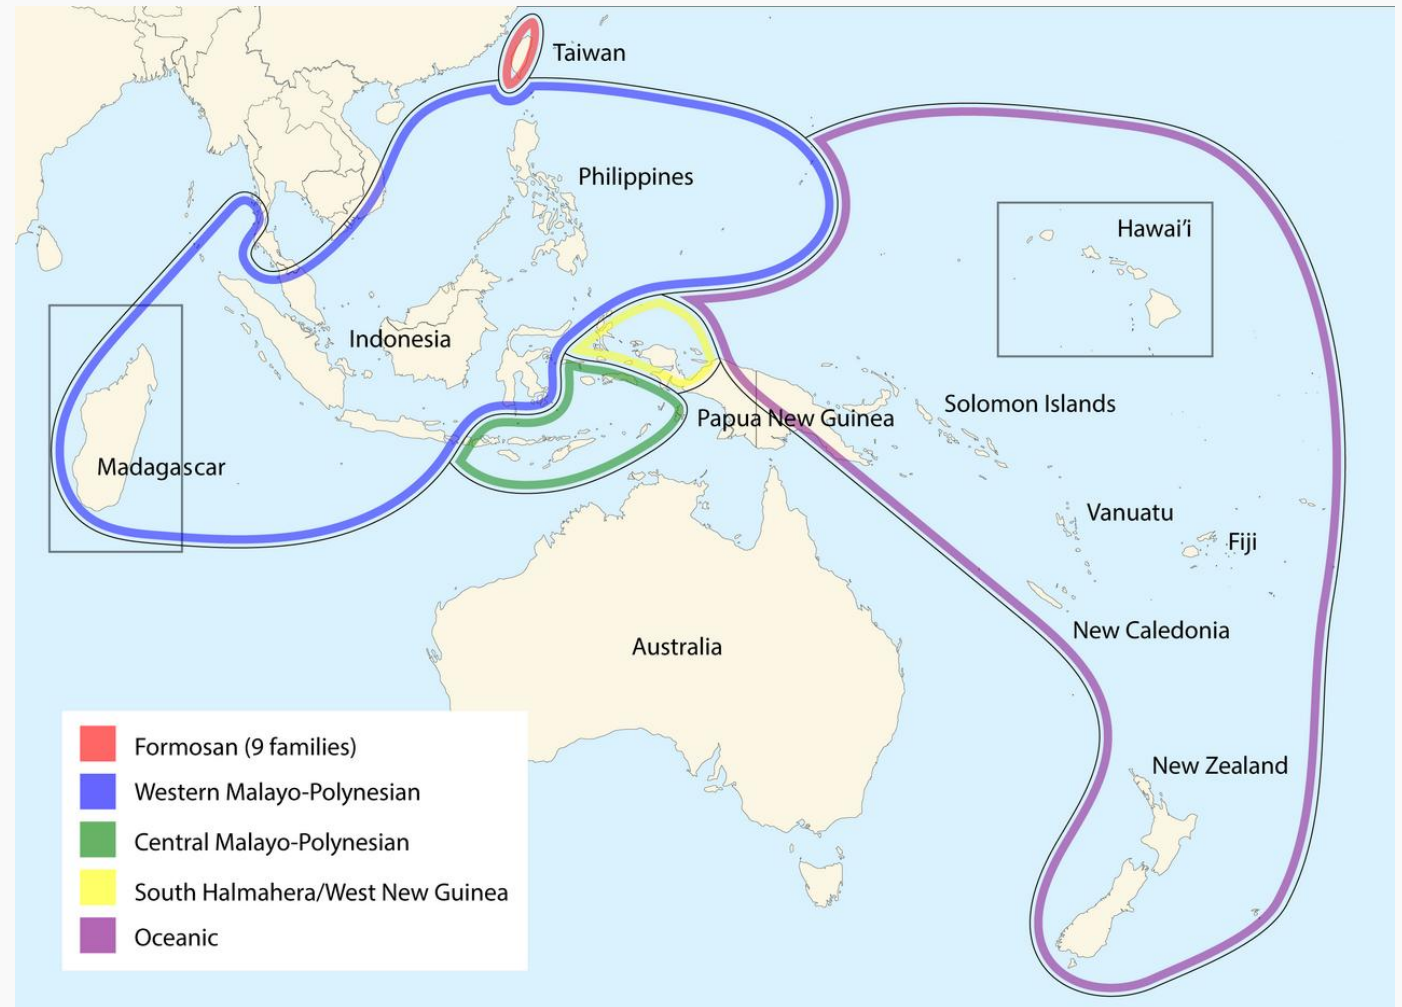 Taiwan
Philippines
Hawai’i
Indonesia
Solomon Islands
Papua New Guinea
Madagascar
Vanuatu
Fiji
New Caledonia
Australia
New Zealand
Formosan (9 families)
Western Malayo-Polynesian
Central Malayo-Polynesian
South Halmahera/West New Guinea
Oceanic